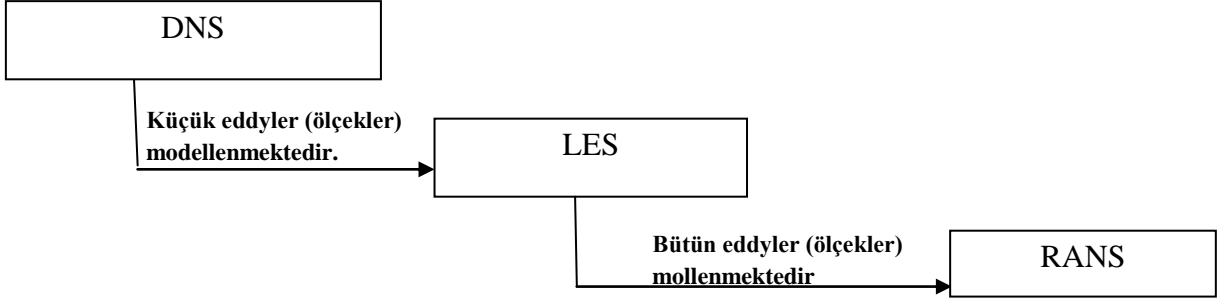 DNS
Küçük eddyler (ölçekler)
modellenmektedir.
LES
Bütün eddyler (ölçekler)
mollenmektedir
RANS